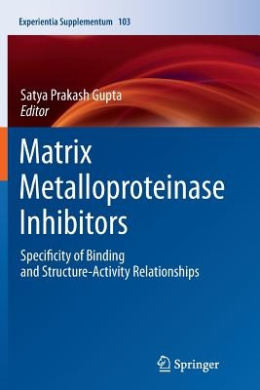 Experientia Supplementum 103
Satya Prakash Gupta
Editor
Matrix
Metalloproteinase
Inhibitors
Specificity of Binding
and Structure-Activity Relationships
Springer